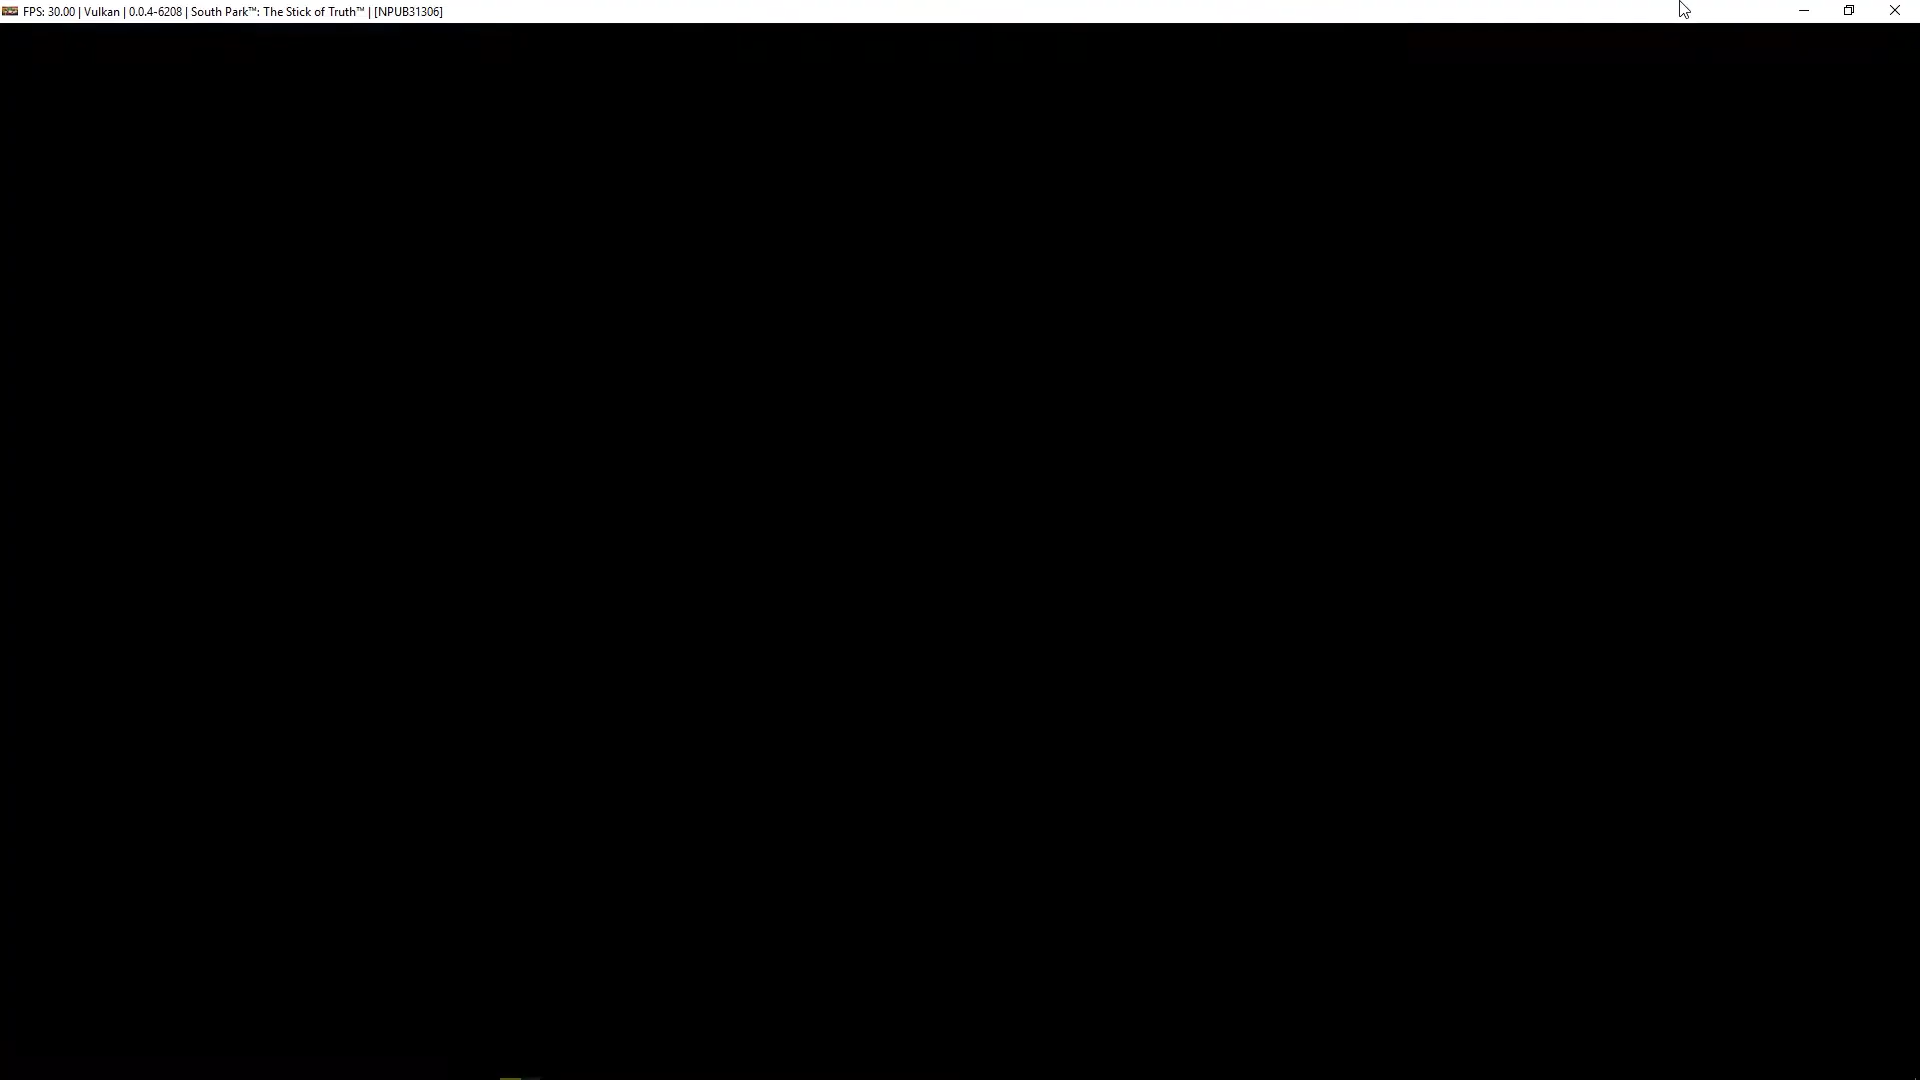 FPS: 30.00 | Vulkan | 0.0.4-6208 | South Park™: The Stick of Truth™ | [NPUB31306]